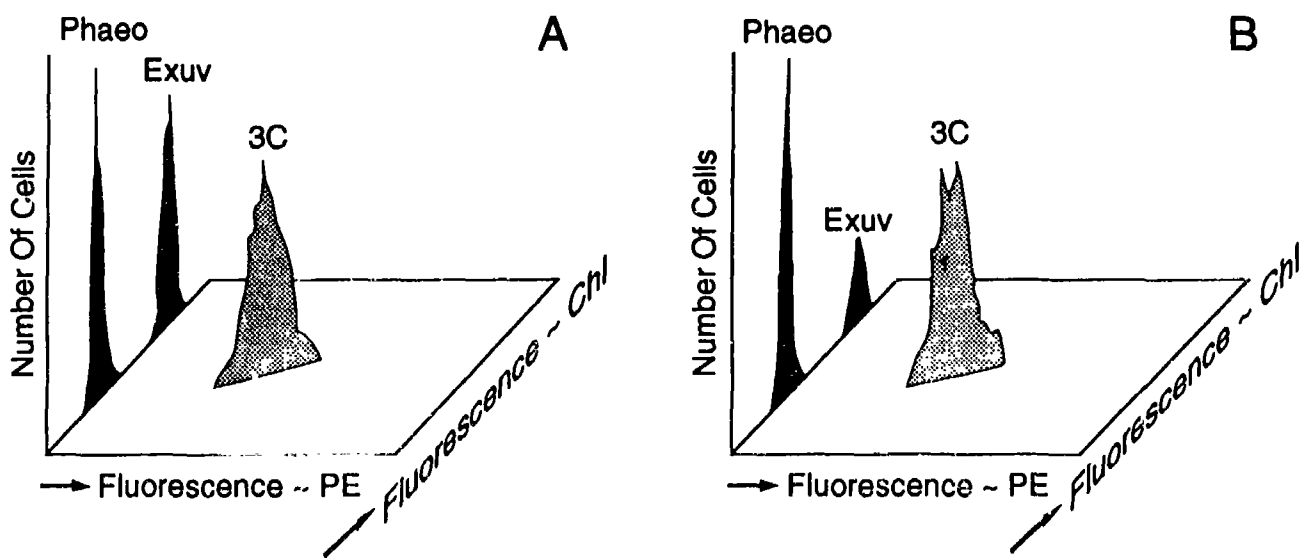 A
Phaeo
Exuv
3C
Number Of Cells
→ Fluorescence ~ PE
→ Fluorescence ~ Chl
B
Phaeo
Exuv
3C
Number Of Cells
→ Fluorescence ~ PE
→ Fluorescence ~ Chl